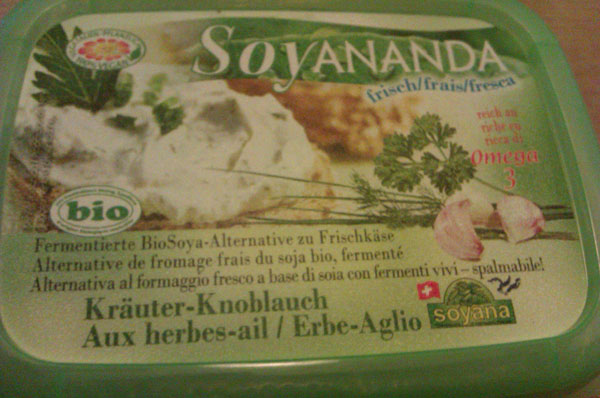 SOYANANDA
frisch/frais/fresca
reich an
riche en
ricca di
Omega
3
bio
Fermentierte BioSoya-Alternative zu Frischkäse
Alternative de fromage frais du soja bio, fermenté
Alternativa al formaggio fresco a base di soia con fermenti vivi – spalmabile!
Kräuter-Knoblauch
Aux herbes-ail / Erbe-Aglio
soyana